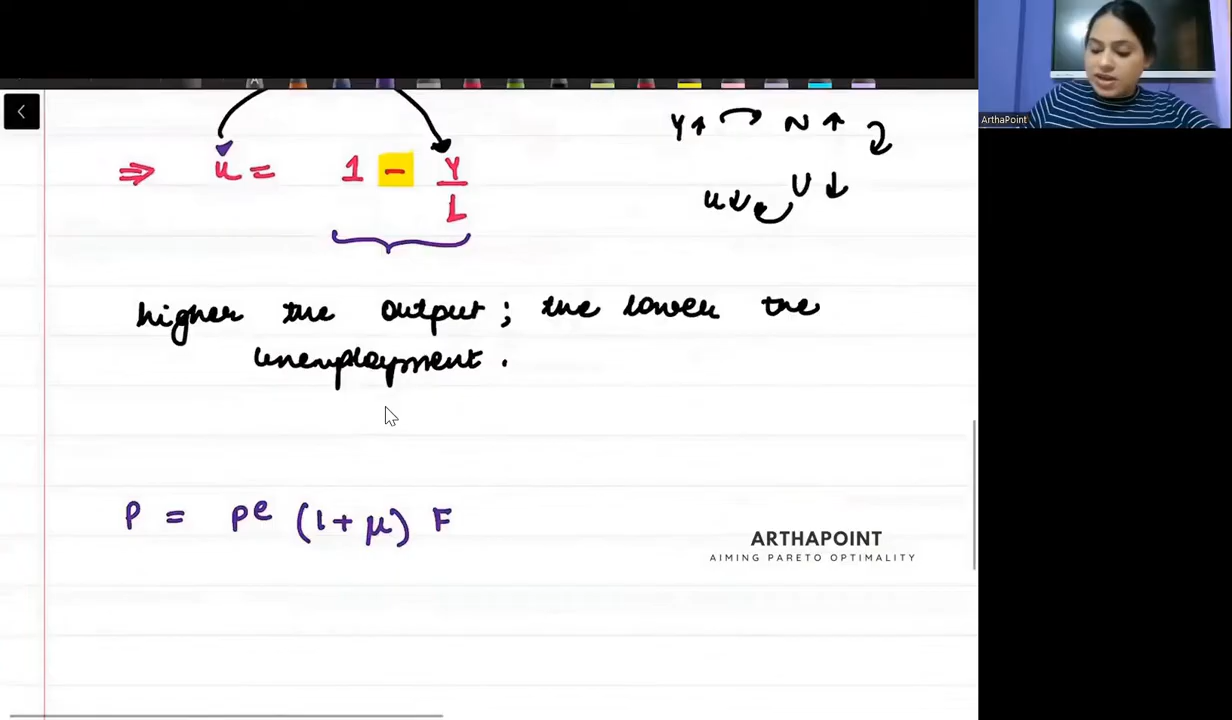 ArthaPoint
Y↑ N↑
⇒ u = 1 - Y/L
U↓
u↓
higher the output ; the lower the
unemployment .
P = Pe (1 + μ) F
ARTHAPOINT
AIMING PARETO OPTIMALITY